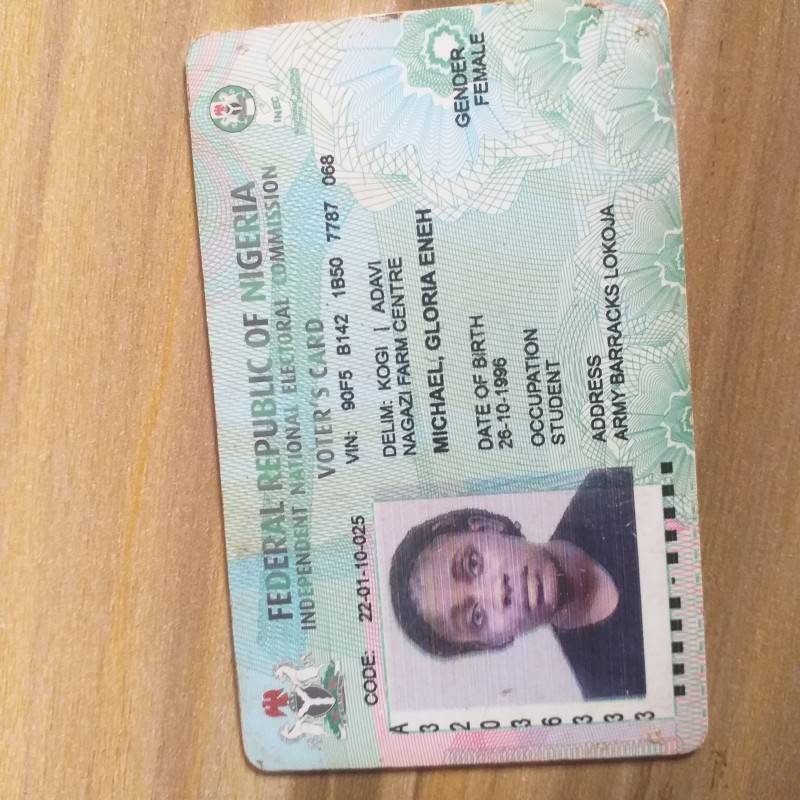 FEDERAL REPUBLIC OF NIGERIA
INDEPENDENT NATIONAL ELECTORAL COMMISSION
VOTER'S CARD
INEC
CODE: 22-01-10-025
VIN: 90F5 B142 1B50 7787 068
DELIM: KOGI | ADAVI
NAGAZI FARM CENTRE
MICHAEL, GLORIA ENEH
DATE OF BIRTH
26-10-1996
GENDER
FEMALE
OCCUPATION
STUDENT
ADDRESS
ARMY BARRACKS LOKOJA
A32036333